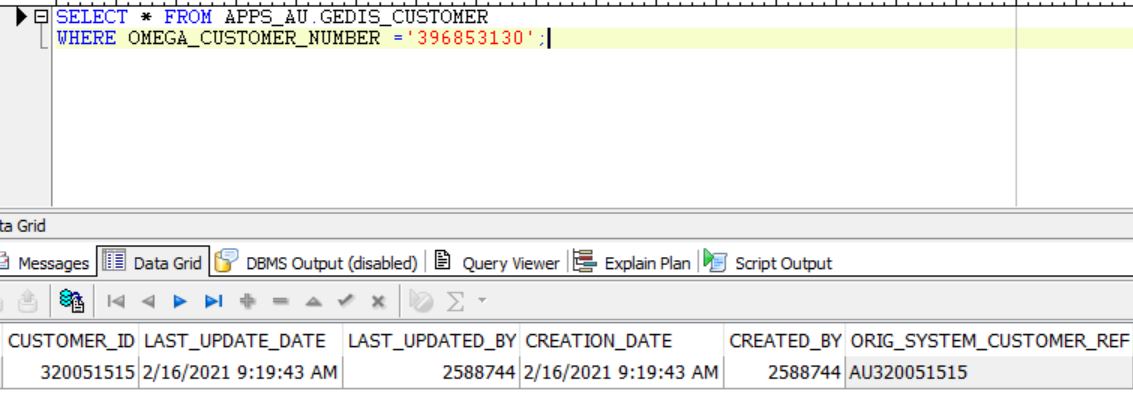 SELECT * FROM APPS_AU.GEDIS_CUSTOMER
WHERE OMEGA_CUSTOMER_NUMBER ='396853130';
ta Grid
Messages Data Grid DBMS Output (disabled) Query Viewer Explain Plan Script Output
CUSTOMER_ID LAST_UPDATE_DATE LAST_UPDATED_BY CREATION_DATE CREATED_BY ORIG_SYSTEM_CUSTOMER_REF
320051515 2/16/2021 9:19:43 AM 2588744 2/16/2021 9:19:43 AM 2588744 AU320051515